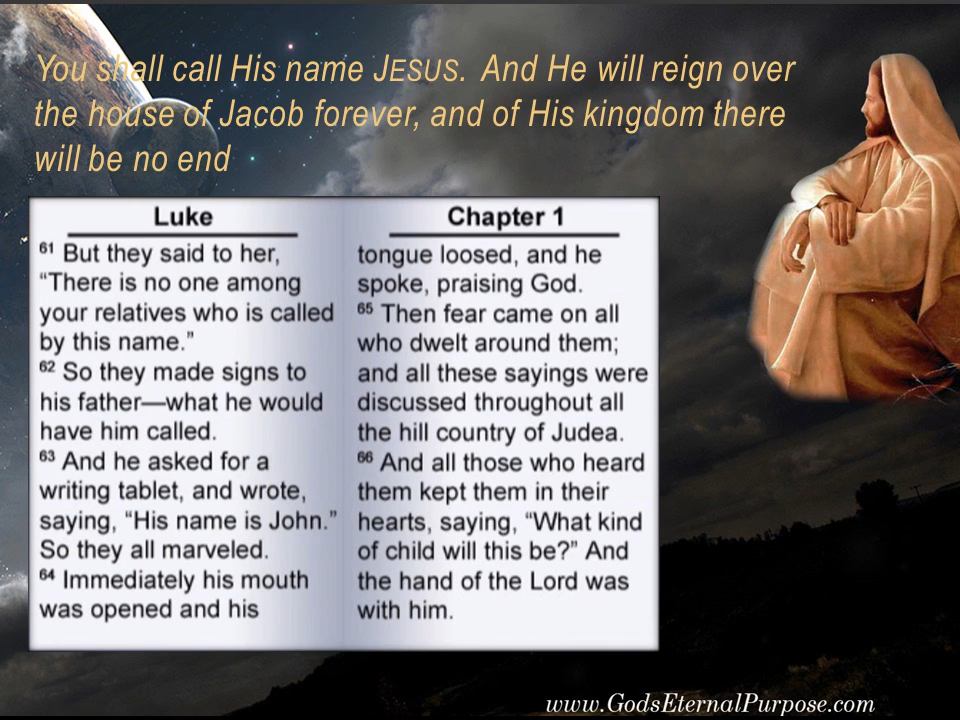 You shall call His name JESUS.  And He will reign over
the house of Jacob forever, and of His kingdom there
will be no end
Luke
61 But they said to her,
“There is no one among
your relatives who is called
by this name.”
62 So they made signs to
his father—what he would
have him called.
63 And he asked for a
writing tablet, and wrote,
saying, “His name is John.”
So they all marveled.
64 Immediately his mouth
was opened and his
Chapter 1
tongue loosed, and he
spoke, praising God.
65 Then fear came on all
who dwelt around them;
and all these sayings were
discussed throughout all
the hill country of Judea.
66 And all those who heard
them kept them in their
hearts, saying, “What kind
of child will this be?” And
the hand of the Lord was
with him.
www.GodsEternalPurpose.com